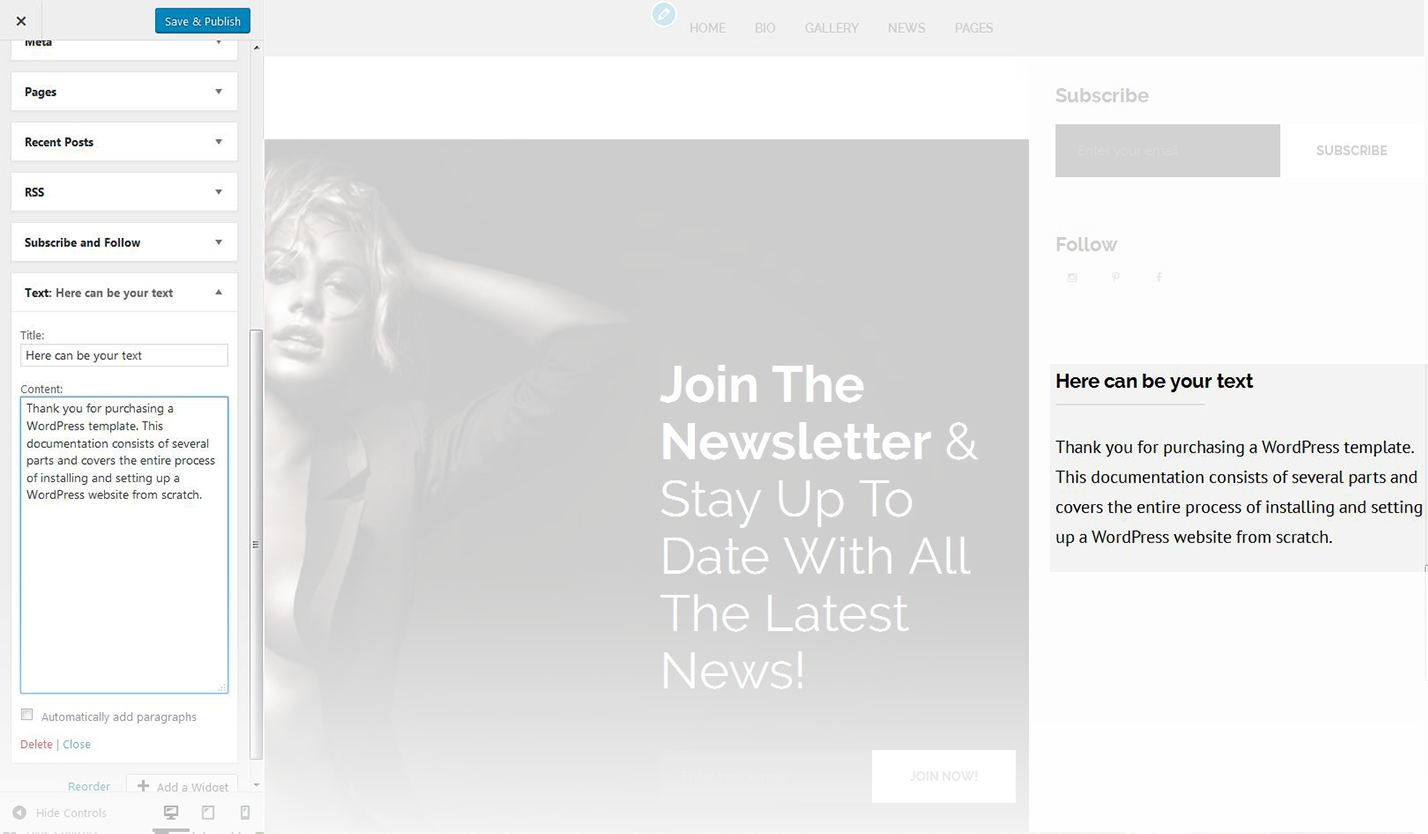 Save & Publish
Meta
Pages
Recent Posts
RSS
Subscribe and Follow
Text: Here can be your text
Title:
Here can be your text
Content:
Thank you for purchasing a
WordPress template. This
documentation consists of several
parts and covers the entire process
of installing and setting up a
WordPress website from scratch.
Automatically add paragraphs
Delete | Close
Reorder
Add a Widget
Hide Controls
HOME
BIO
GALLERY
NEWS
PAGES
Join The
Newsletter &
Stay Up To
Date With All
The Latest
News!
JOIN NOW!
Subscribe
Enter your email
SUBSCRIBE
Follow
Here can be your text
Thank you for purchasing a WordPress template.
This documentation consists of several parts and
covers the entire process of installing and setting
up a WordPress website from scratch.